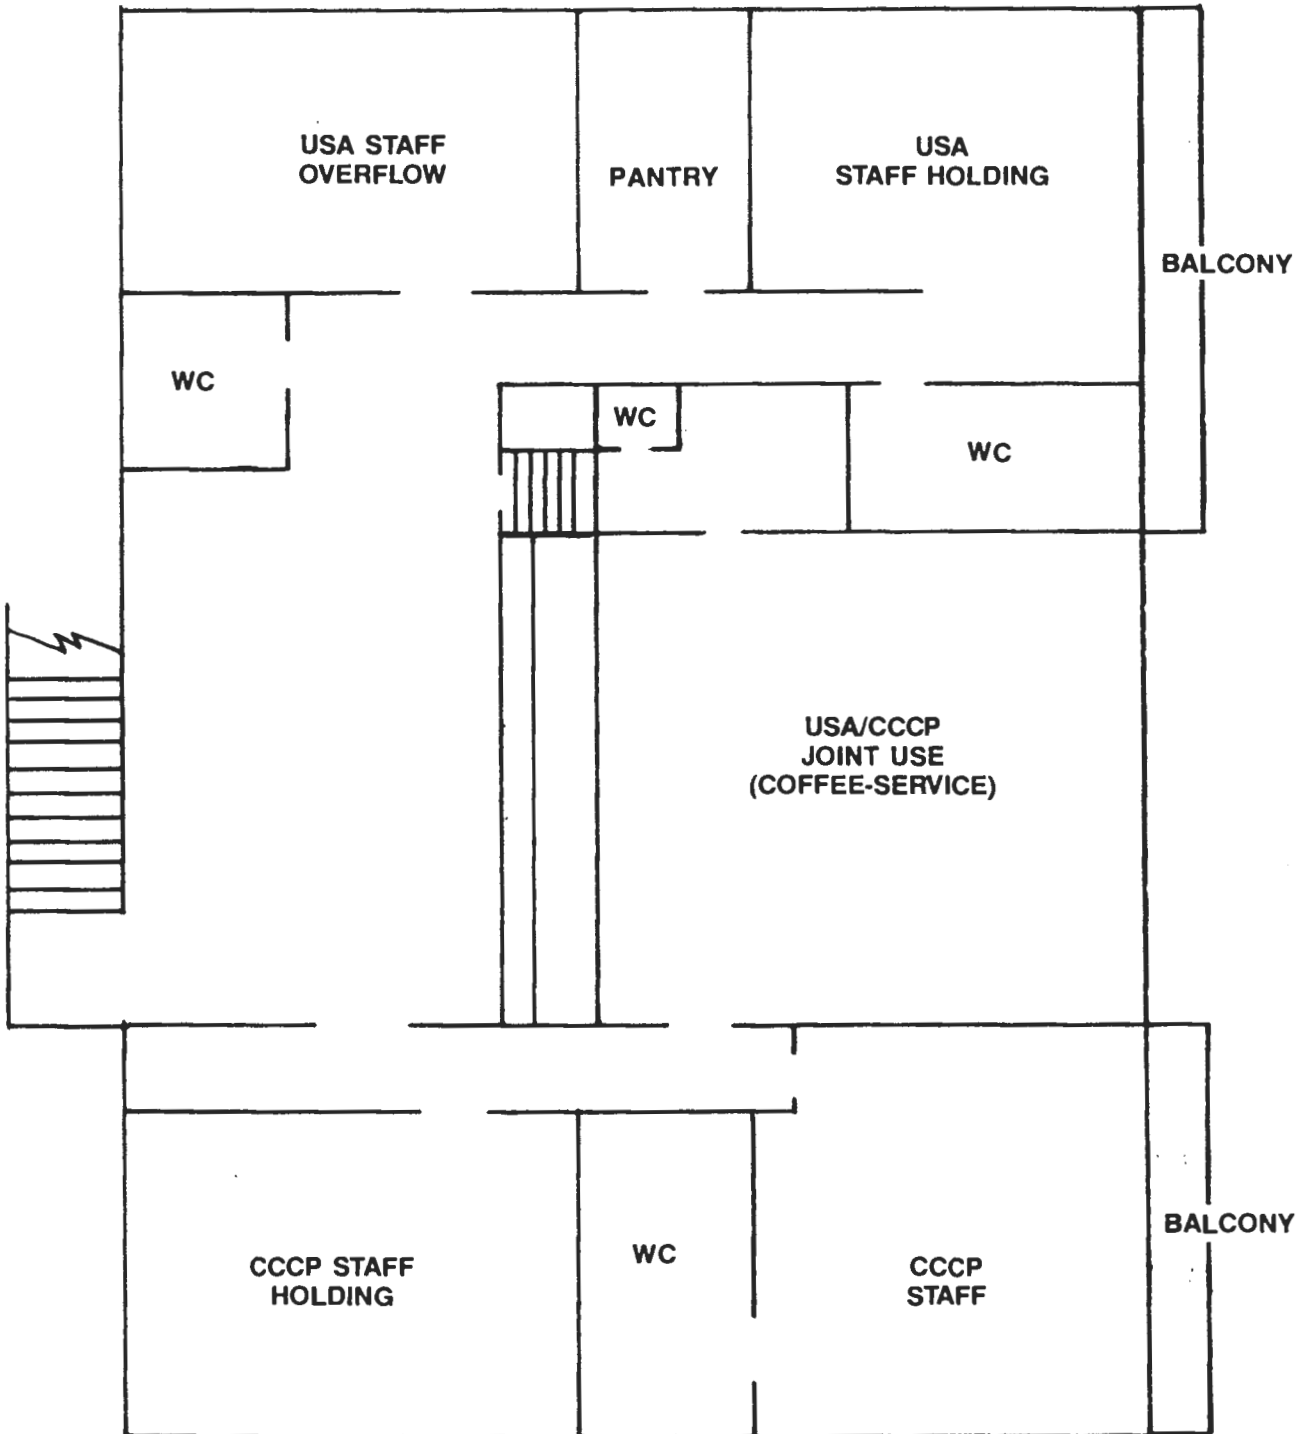 USA STAFF
OVERFLOW
PANTRY
USA
STAFF HOLDING
BALCONY
WC
WC
WC
USA/CCCP
JOINT USE
(COFFEE-SERVICE)
CCCP STAFF
HOLDING
WC
CCCP
STAFF
BALCONY